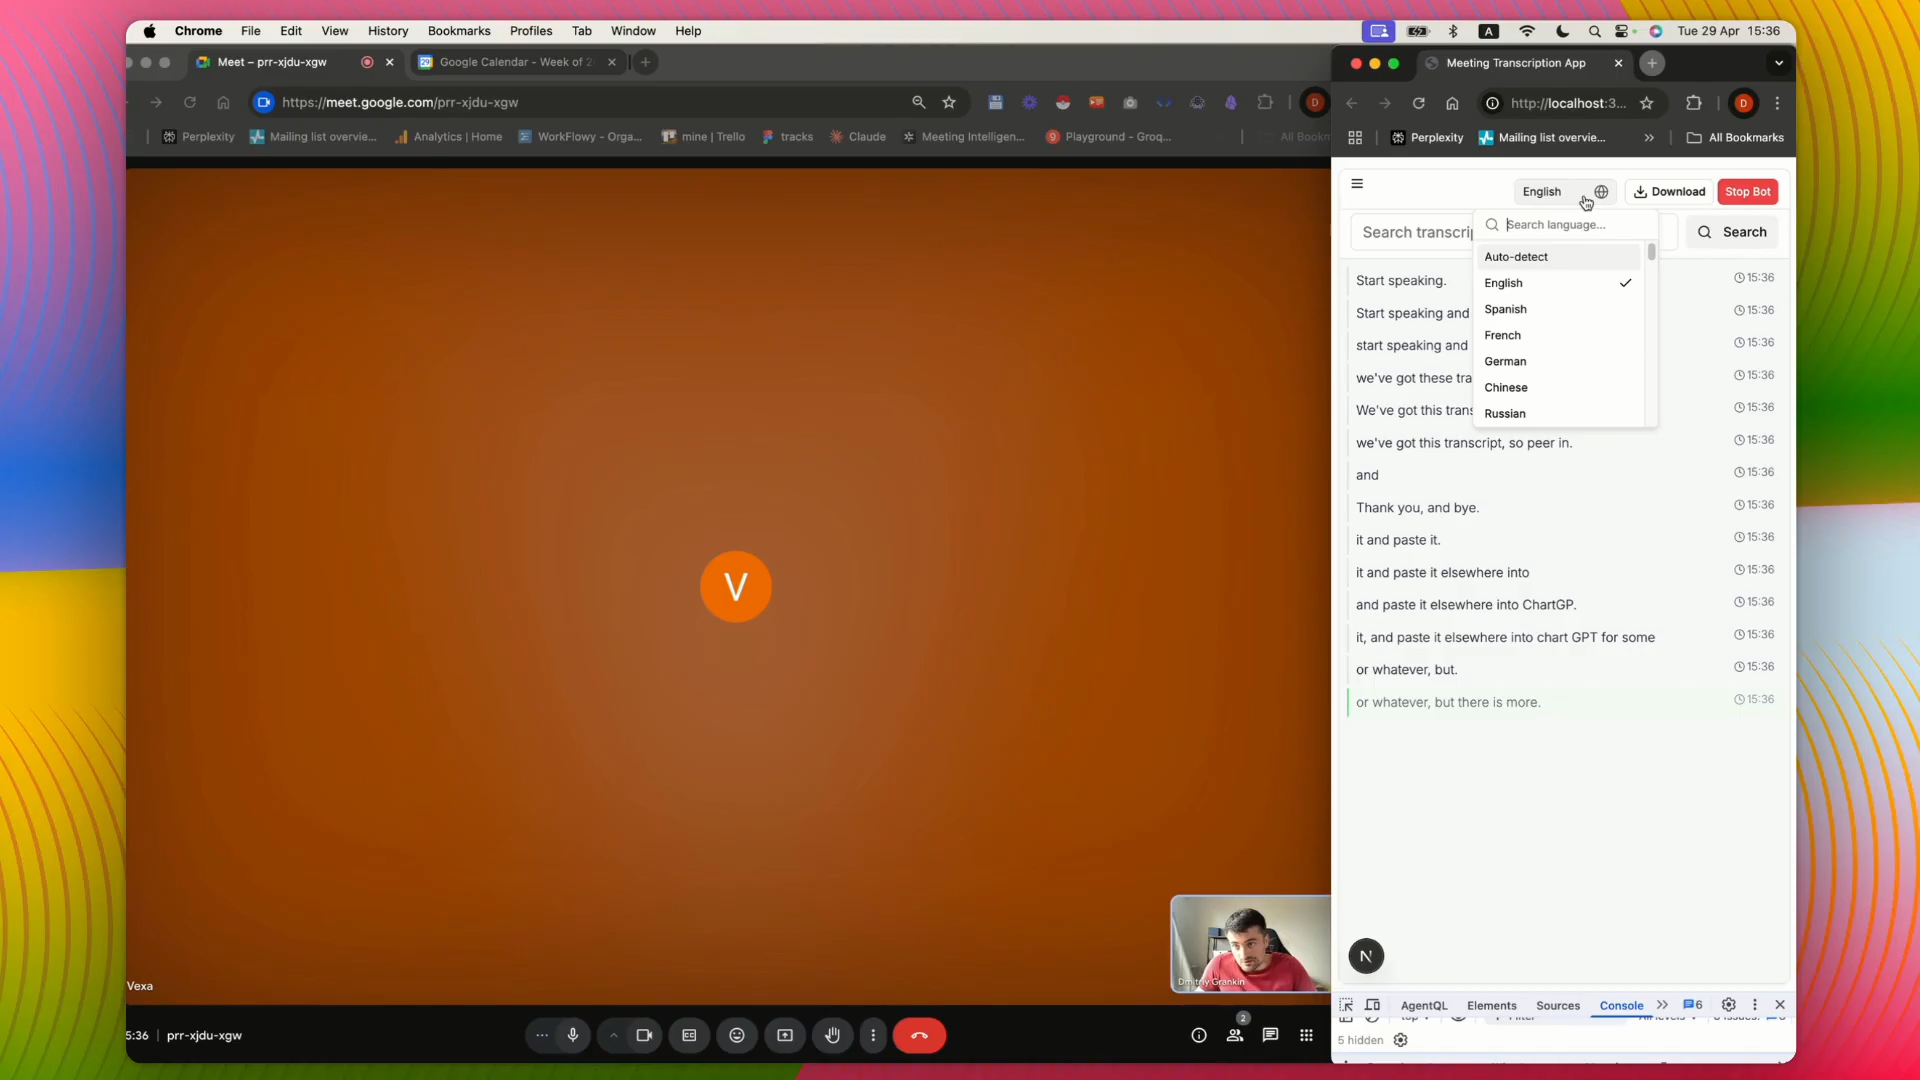 Chrome File Edit View History Bookmarks Profiles Tab Window Help
A
Tue 29 Apr 15:36
Meet – prr-xjdu-xgw
Google Calendar - Week of 2
https://meet.google.com/prr-xjdu-xgw
D
Perplexity
Mailing list overvie...
Analytics | Home
WorkFlowy - Orga...
mine | Trello
tracks
Claude
Meeting Intelligen...
Playground - Groq...
All Bookm
V
Vexa
Dmitriy Grankin
5:36 | prr-xjdu-xgw
2
Meeting Transcription App
http://localhost:3...
D
Perplexity
Mailing list overvie...
»
All Bookmarks
English
Download
Stop Bot
Search transcrip
Search
Search language...
Auto-detect
English
Spanish
French
German
Chinese
Russian
Start speaking.
15:36
Start speaking and
15:36
start speaking and
15:36
we've got these tra
15:36
We've got this trans
15:36
we've got this transcript, so peer in.
15:36
and
15:36
Thank you, and bye.
15:36
it and paste it.
15:36
it and paste it elsewhere into
15:36
and paste it elsewhere into ChartGP.
15:36
it, and paste it elsewhere into chart GPT for some
15:36
or whatever, but.
15:36
or whatever, but there is more.
15:36
N
AgentQL Elements Sources Console » 6
5 hidden